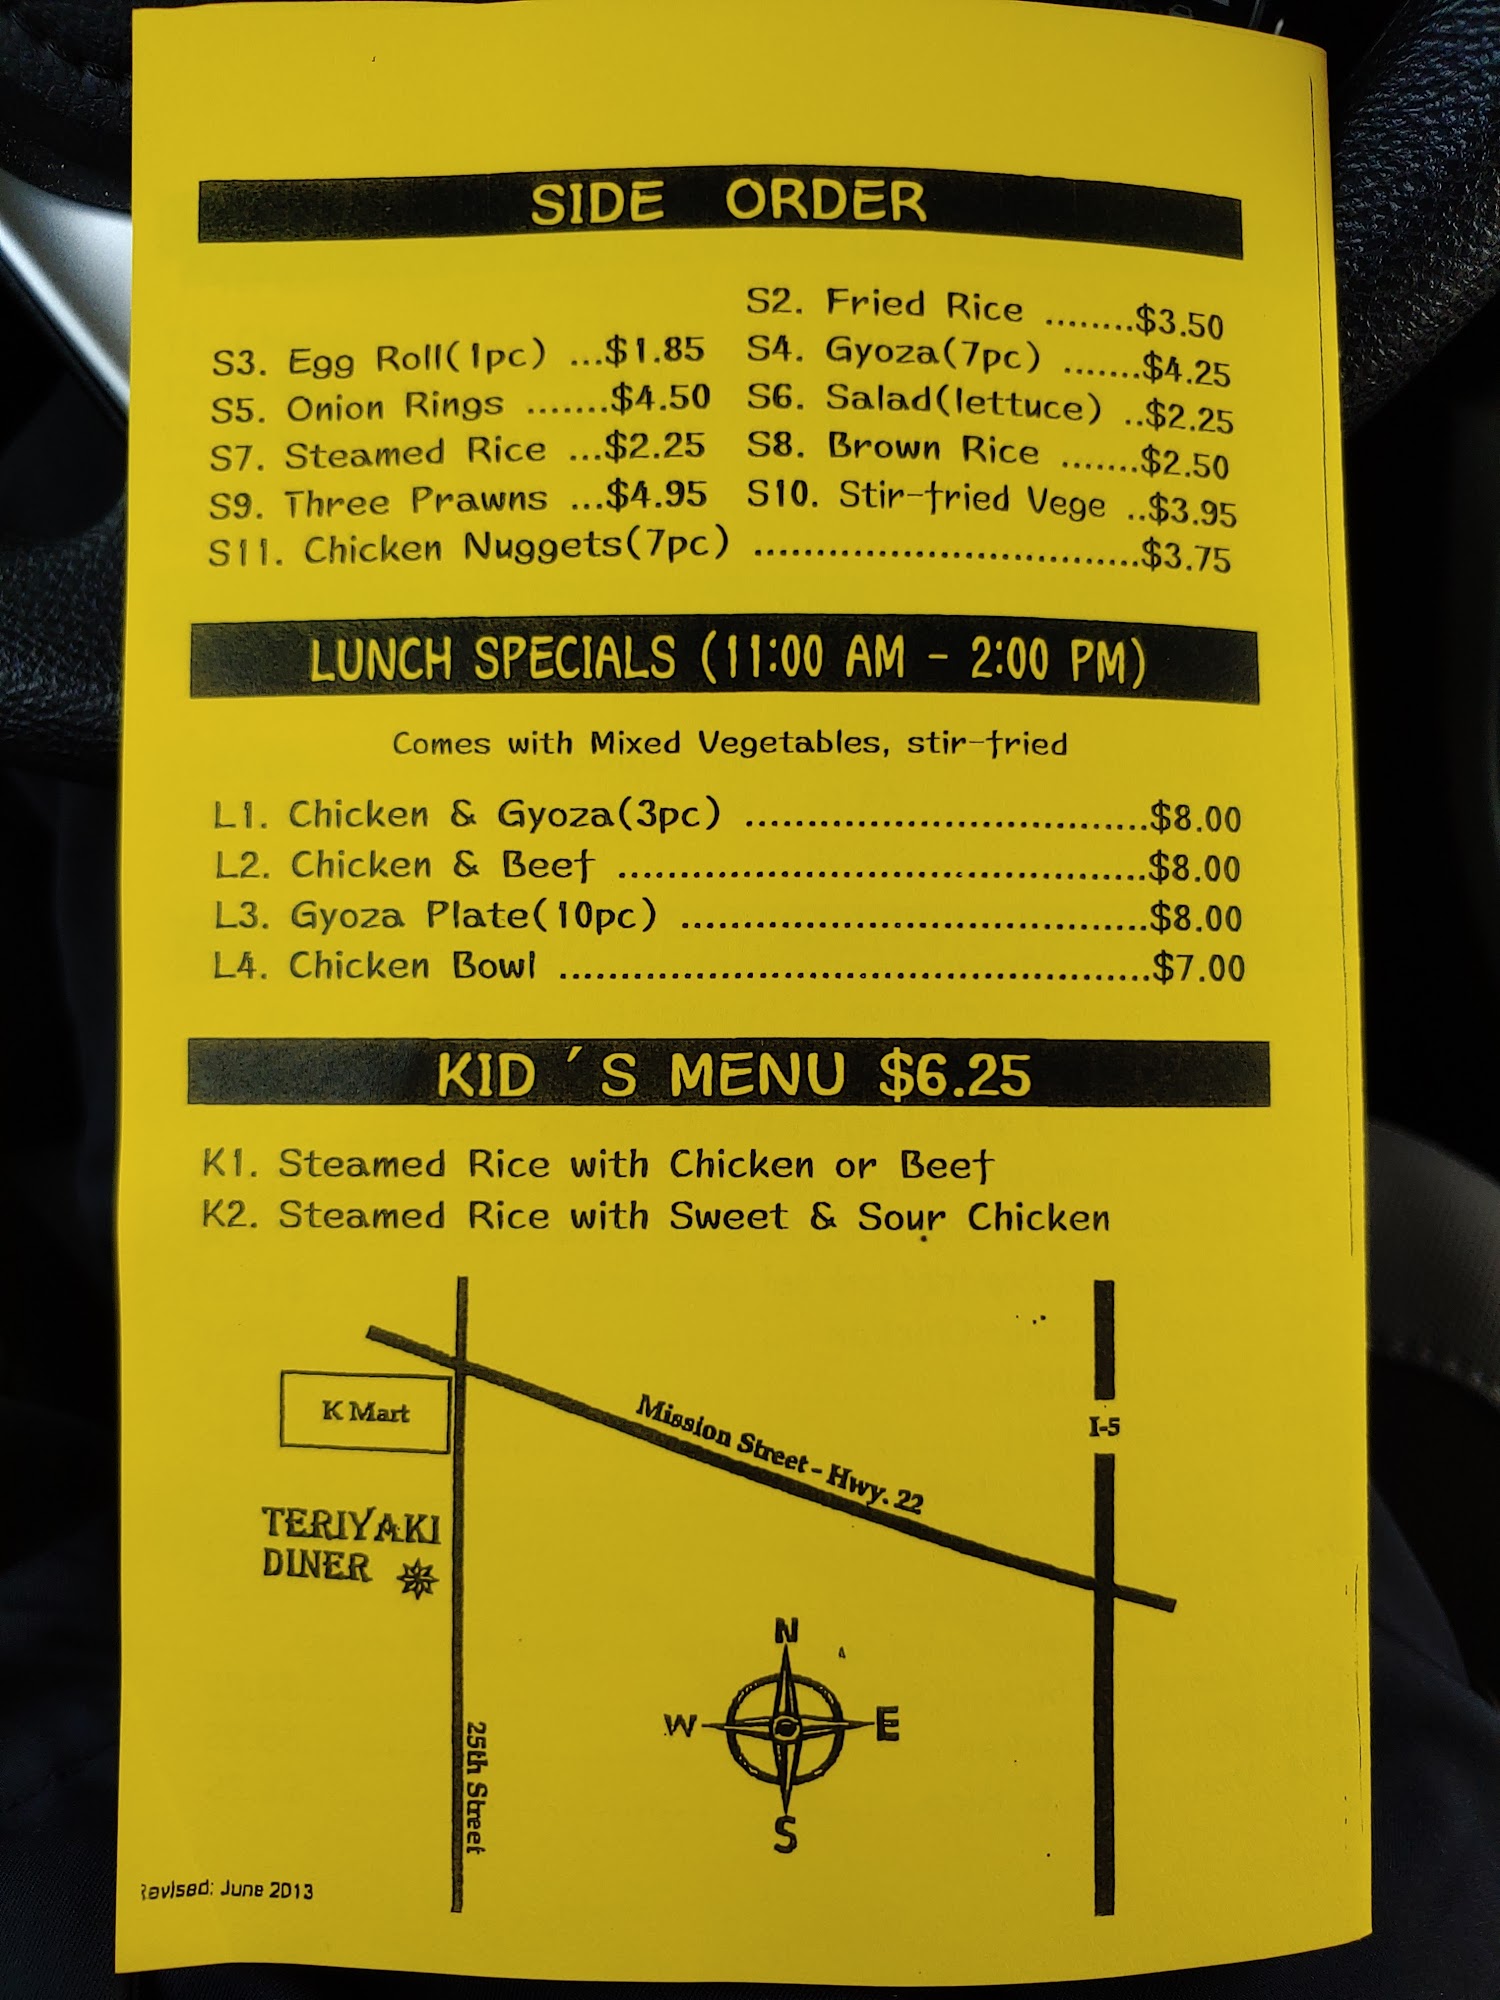 SIDE ORDER
S2. Fried Rice ........$3.50
S3. Egg Roll(1pc) ...$1.85 S4. Gyoza(7pc) .......$4.25
S5. Onion Rings .......$4.50 S6. Salad(lettuce) ..$2.25
S7. Steamed Rice ...$2.25 S8. Brown Rice .......$2.50
S9. Three Prawns ...$4.95 S10. Stir-fried Vege ..$3.95
S11. Chicken Nuggets(7pc) ...............................$3.75
LUNCH SPECIALS (11:00 AM - 2:00 PM)
Comes with Mixed Vegetables, stir-fried
L1. Chicken & Gyoza(3pc) ................................$8.00
L2. Chicken & Beef ..........................................$8.00
L3. Gyoza Plate(10pc) .....................................$8.00
L4. Chicken Bowl ...............................................$7.00
KID ´S MENU $6.25
K1. Steamed Rice with Chicken or Beef
K2. Steamed Rice with Sweet & Sour Chicken
K Mart
Mission Street - Hwy. 22
I-5
TERIYAKI
DINER
N
W E
S
25th Street
Revised: June 2013